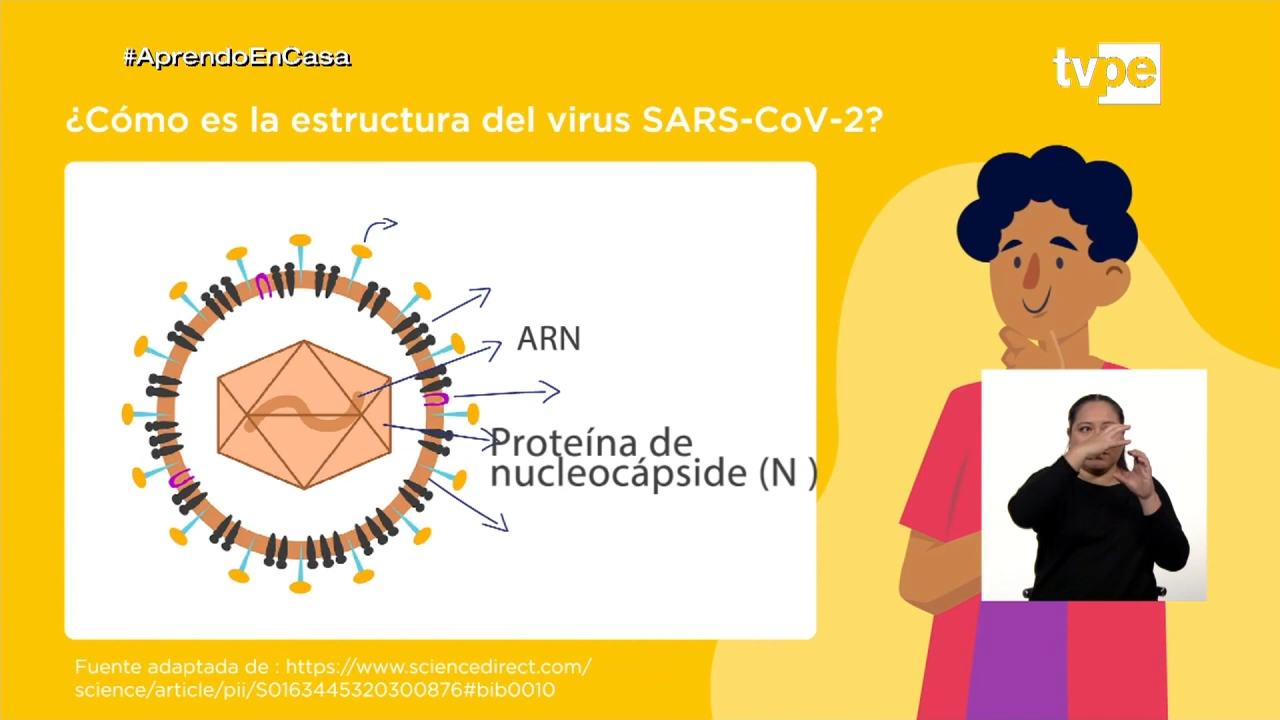 #AprendoEnCasa
tvpe
¿Cómo es la estructura del virus SARS-CoV-2?
ARN
Proteína de
nucleocápside (N )
Fuente adaptada de : https://www.sciencedirect.com/
science/article/pii/S0163445320300876#bib0010